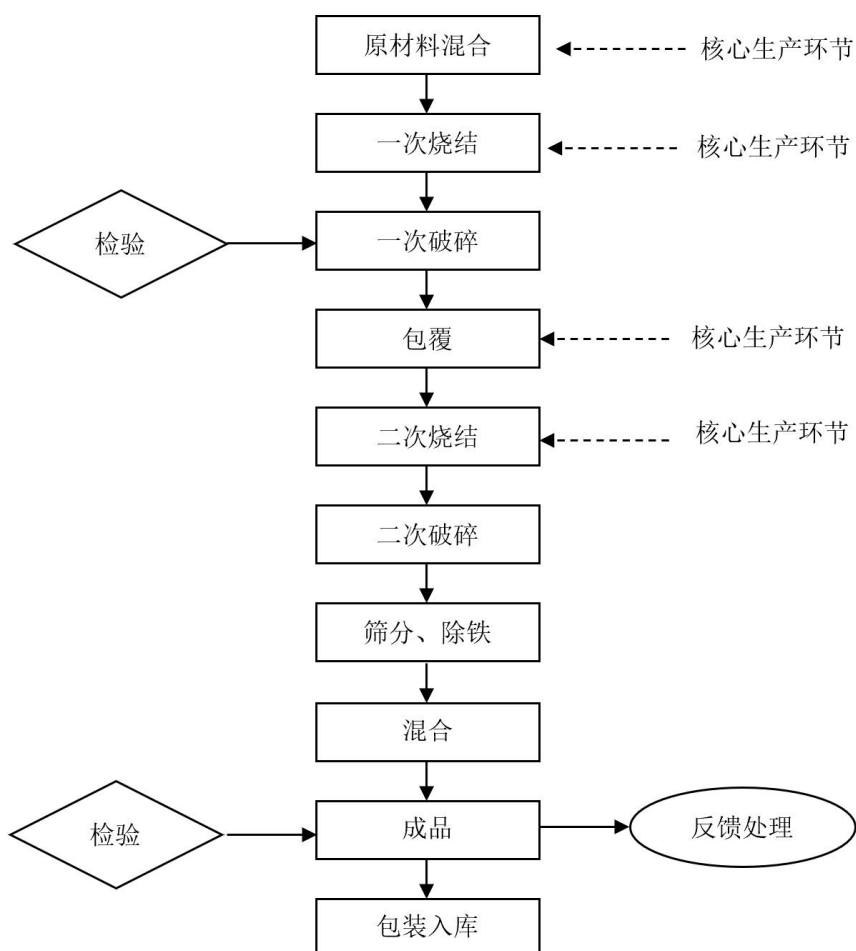 原材料混合
核心生产环节
一次烧结
核心生产环节
检验
一次破碎
包覆
核心生产环节
二次烧结
核心生产环节
二次破碎
筛分、除铁
混合
检验
成品
反馈处理
包装入库